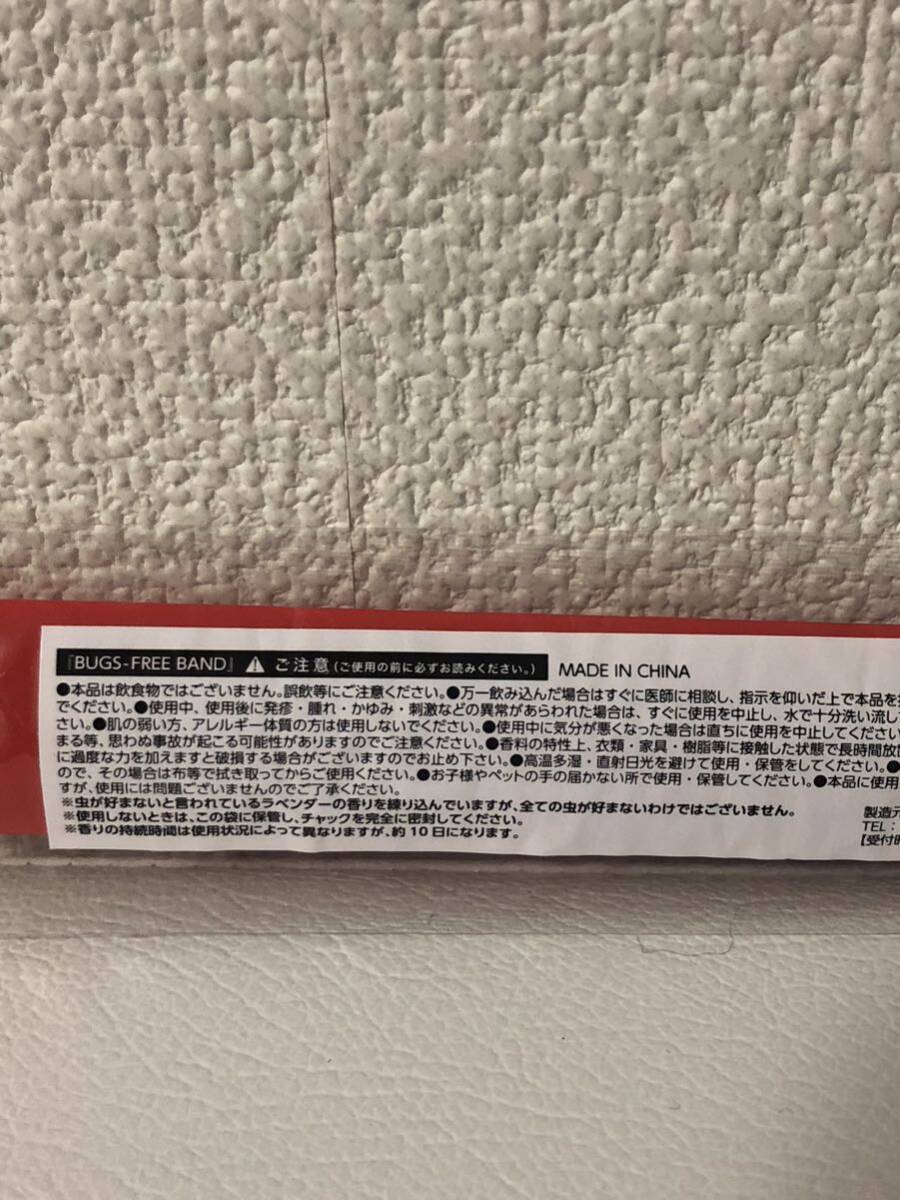 『BUGS-FREE BAND』 ⚠ ご注意 (ご使用の前に必ずお読みください。) MADE IN CHINA
●本品は飲食物ではございません。誤飲等にご注意ください。●万一飲み込んだ場合はすぐに医師に相談し、指示を仰いだ上で本品を
でください。●使用中、使用後に発疹・腫れ・かゆみ・刺激などの異常があらわれた場合は、すぐに使用を中止し、水で十分洗い流して
さい。●肌の弱い方、アレルギー体質の方は使用しないでください。●使用中に気分が悪くなった場合は直ちに使用を中止してください
まる等、思わぬ事故が起こる可能性がありますのでご注意ください。●香料の特性上、衣類・家具・樹脂等に接触した状態で長時間放置
に過度な力を加えますと破損する場合がございますのでお止め下さい。●高温多湿・直射日光を避けて使用・保管をしてください。●
ので、その場合は布等で拭き取ってからご使用ください。●お子様やペットの手の届かない所で使用・保管してください。●本品に使用
すが、使用には問題ございませんのでご了承ください。
※虫が好まないと言われているラベンダーの香りを練り込んでいますが、全ての虫が好まないわけではございません。
※使用しないときは、この袋に保管し、チャックを完全に密封してください。
※香りの持続時間は使用状況によって異なりますが、約10日になります。
製造元
TEL:
【受付時